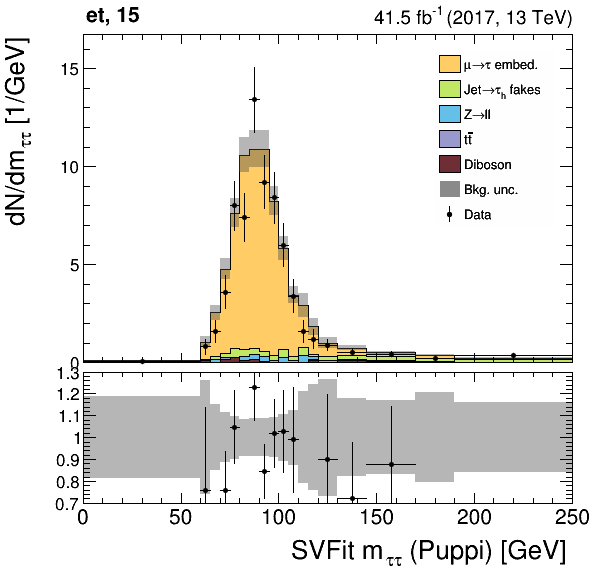 et, 15
41.5 fb⁻¹ (2017, 13 TeV)
dN/dm_ττ [1/GeV]
15
10
5
0
μ→τ embed.
Jet→τ_h fakes
Z→ll
tt̅
Diboson
Bkg. unc.
Data
1.3
1.2
1.1
1
0.9
0.8
0.7
0 50 100 150 200 250
SVFit m_ττ (Puppi) [GeV]